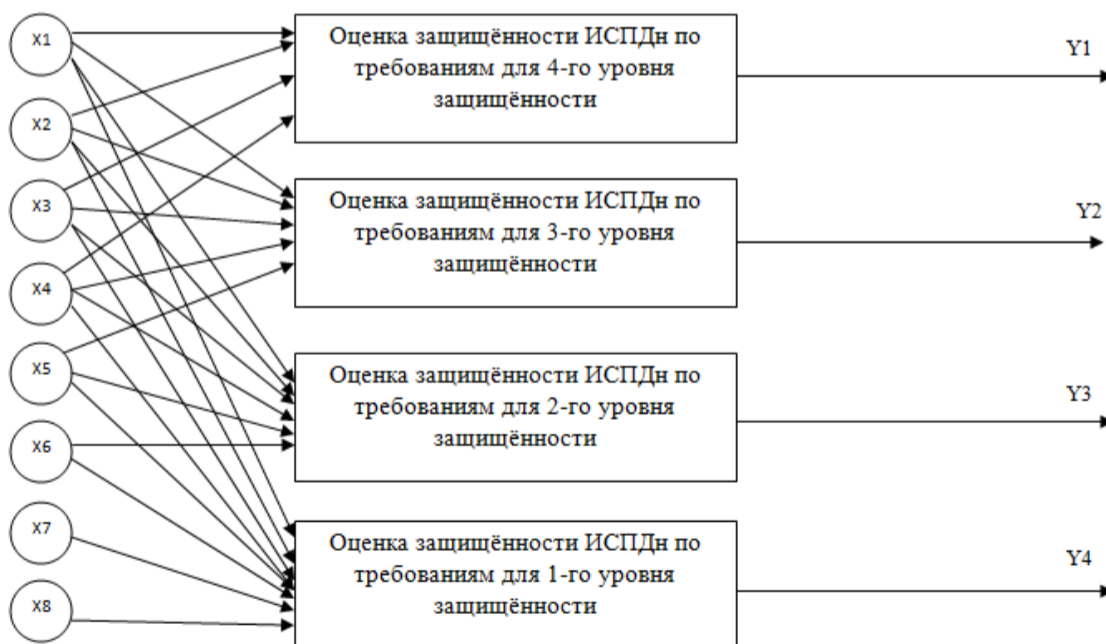 X1
X2
X3
X4
X5
X6
X7
X8
Оценка защищённости ИСПДн по
требованиям для 4-го уровня
защищённости
Y1
Оценка защищённости ИСПДн по
требованиям для 3-го уровня
защищённости
Y2
Оценка защищённости ИСПДн по
требованиям для 2-го уровня
защищённости
Y3
Оценка защищённости ИСПДн по
требованиям для 1-го уровня
защищённости
Y4